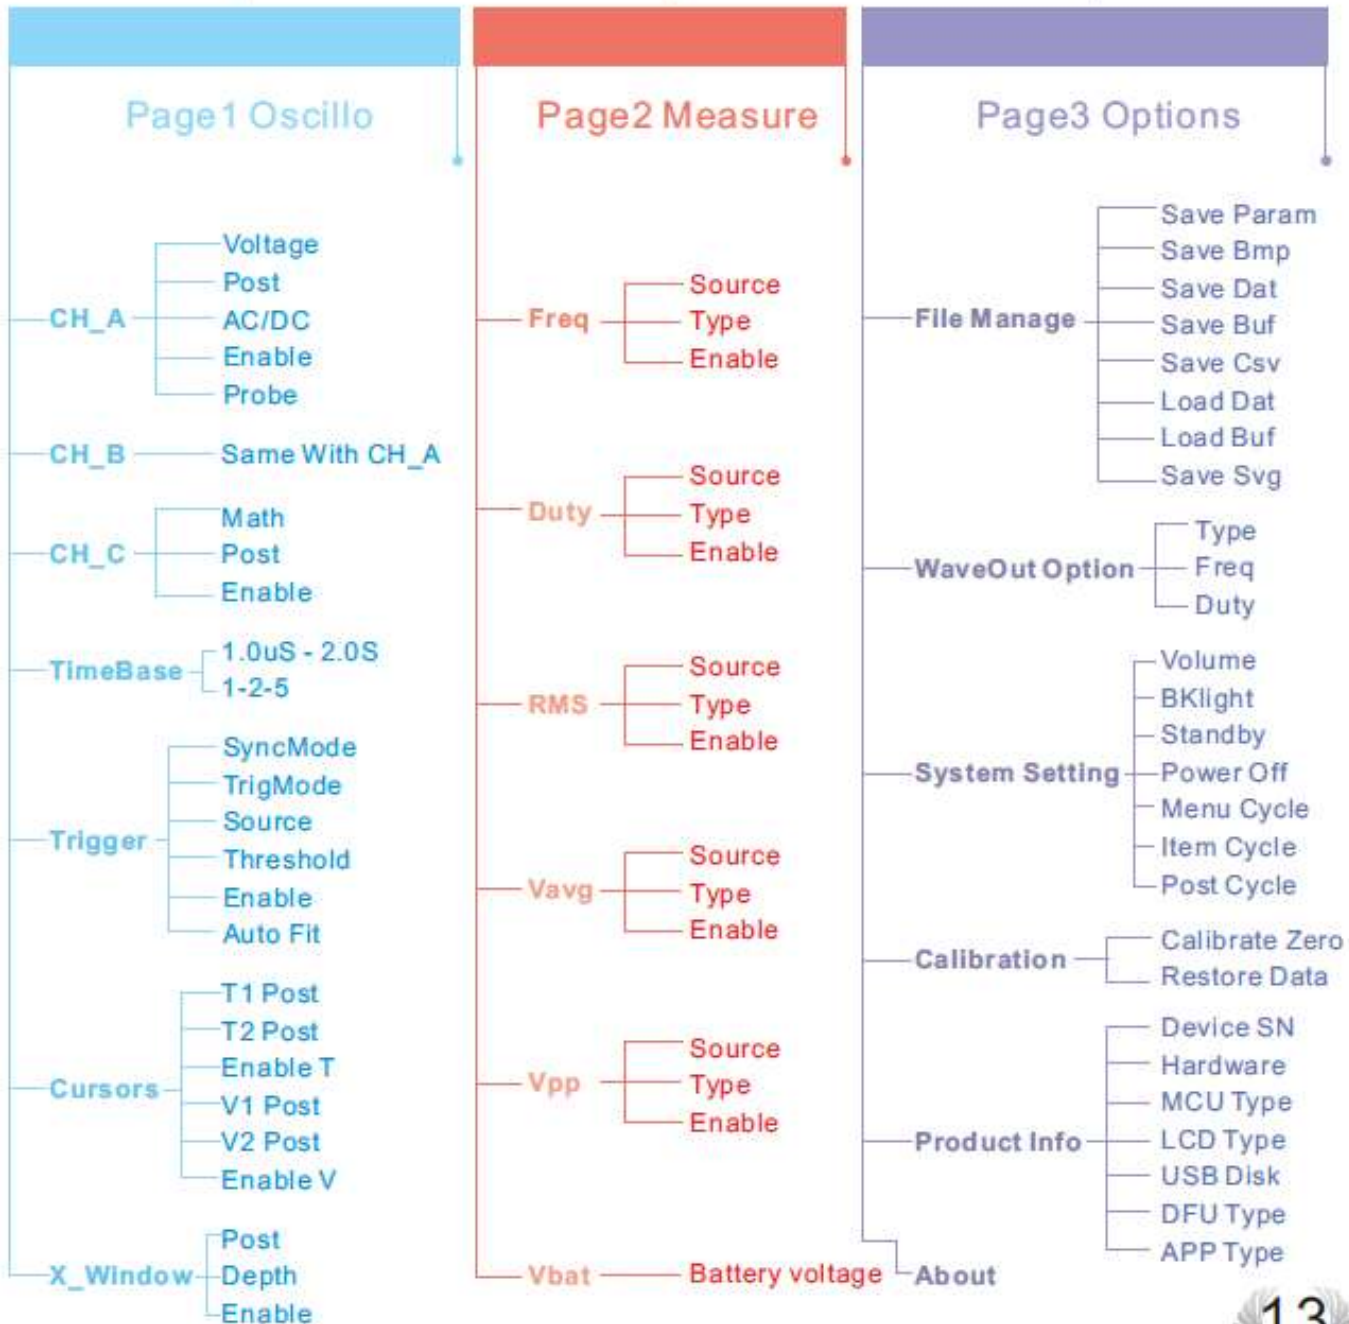 Page1 Oscillo
CH_A
Voltage
Post
AC/DC
Enable
Probe
CH_B
Same With CH_A
CH_C
Math
Post
Enable
TimeBase
1.0uS - 2.0S
1-2-5
Trigger
SyncMode
TrigMode
Source
Threshold
Enable
Auto Fit
Cursors
T1 Post
T2 Post
Enable T
V1 Post
V2 Post
Enable V
X_Window
Post
Depth
Enable
Page2 Measure
Freq
Source
Type
Enable
Duty
Source
Type
Enable
RMS
Source
Type
Enable
Vavg
Source
Type
Enable
Vpp
Source
Type
Enable
Vbat
Battery voltage
Page3 Options
File Manage
Save Param
Save Bmp
Save Dat
Save Buf
Save Csv
Load Dat
Load Buf
Save Svg
WaveOut Option
Type
Freq
Duty
System Setting
Volume
BKlight
Standby
Power Off
Menu Cycle
Item Cycle
Post Cycle
Calibration
Calibrate Zero
Restore Data
Product Info
Device SN
Hardware
MCU Type
LCD Type
USB Disk
DFU Type
APP Type
About
13